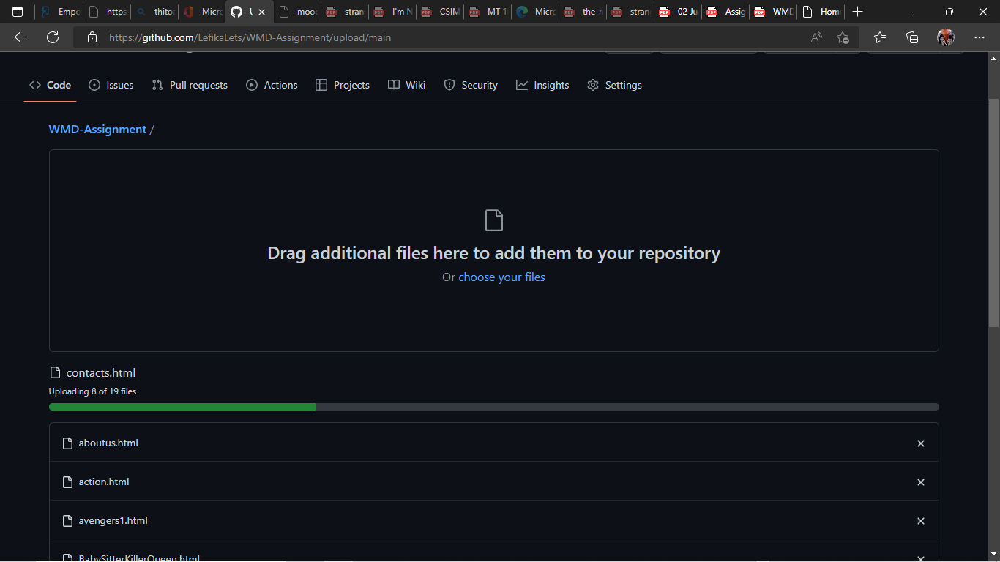 Empo
https
thitoa
Micro
U
mooc
stran
I'm N
CSIM
MT 1
Micro
the-n
stran
02 Ju
Assig
WMD
Home
https://github.com/LefikaLets/WMD-Assignment/upload/main
Code Issues Pull requests Actions Projects Wiki Security Insights Settings
WMD-Assignment /
Drag additional files here to add them to your repository
Or choose your files
contacts.html
Uploading 8 of 19 files
aboutus.html
action.html
avengers1.html
BabySitterKillerQueen.html